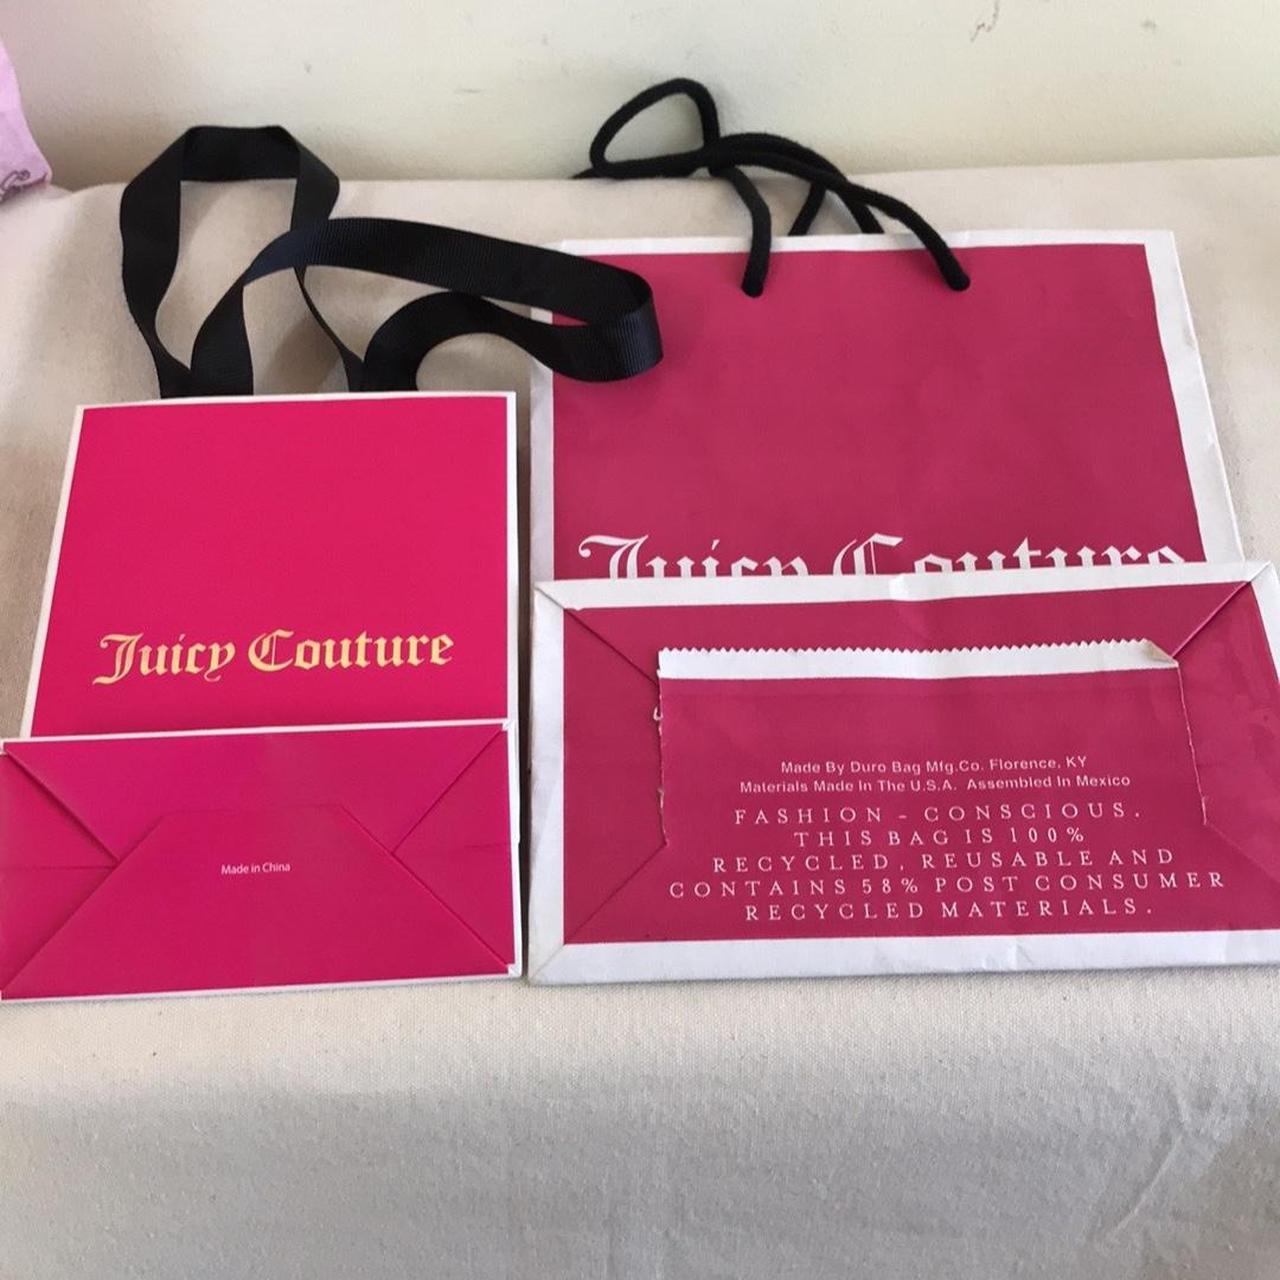 Juicy Couture
Made in China
Juicy Couture
Made By Duro Bag Mfg.Co. Florence, KY
Materials Made In The U.S.A. Assembled In Mexico
FASHION - CONSCIOUS.
THIS BAG IS 100%
RECYCLED, REUSABLE AND
CONTAINS 58% POST CONSUMER
RECYCLED MATERIALS.